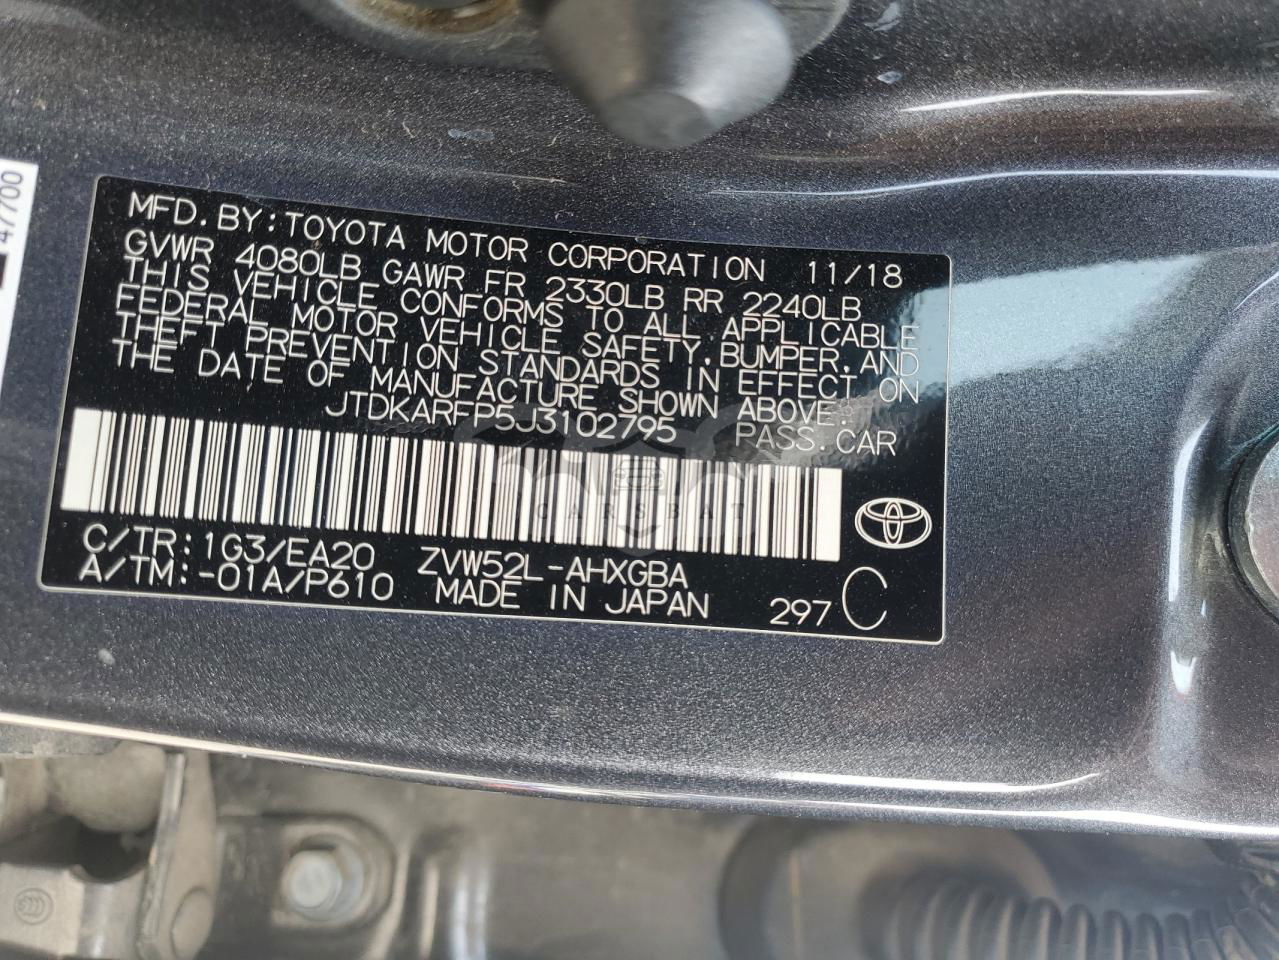 47700
MFD. BY: TOYOTA MOTOR CORPORATION 11/18
GVWR 4080LB GAWR FR 2330LB RR 2240LB
THIS VEHICLE CONFORMS TO ALL APPLICABLE
FEDERAL MOTOR VEHICLE SAFETY, BUMPER, AND
THEFT PREVENTION STANDARDS IN EFFECT ON
THE DATE OF MANUFACTURE SHOWN ABOVE.
JTDKARFP5J3102795 PASS. CAR
CARSBAT
C/TR: 1G3/EA20 ZVW52L-AHXGBA
A/TM: -01A/P610 MADE IN JAPAN 297 C